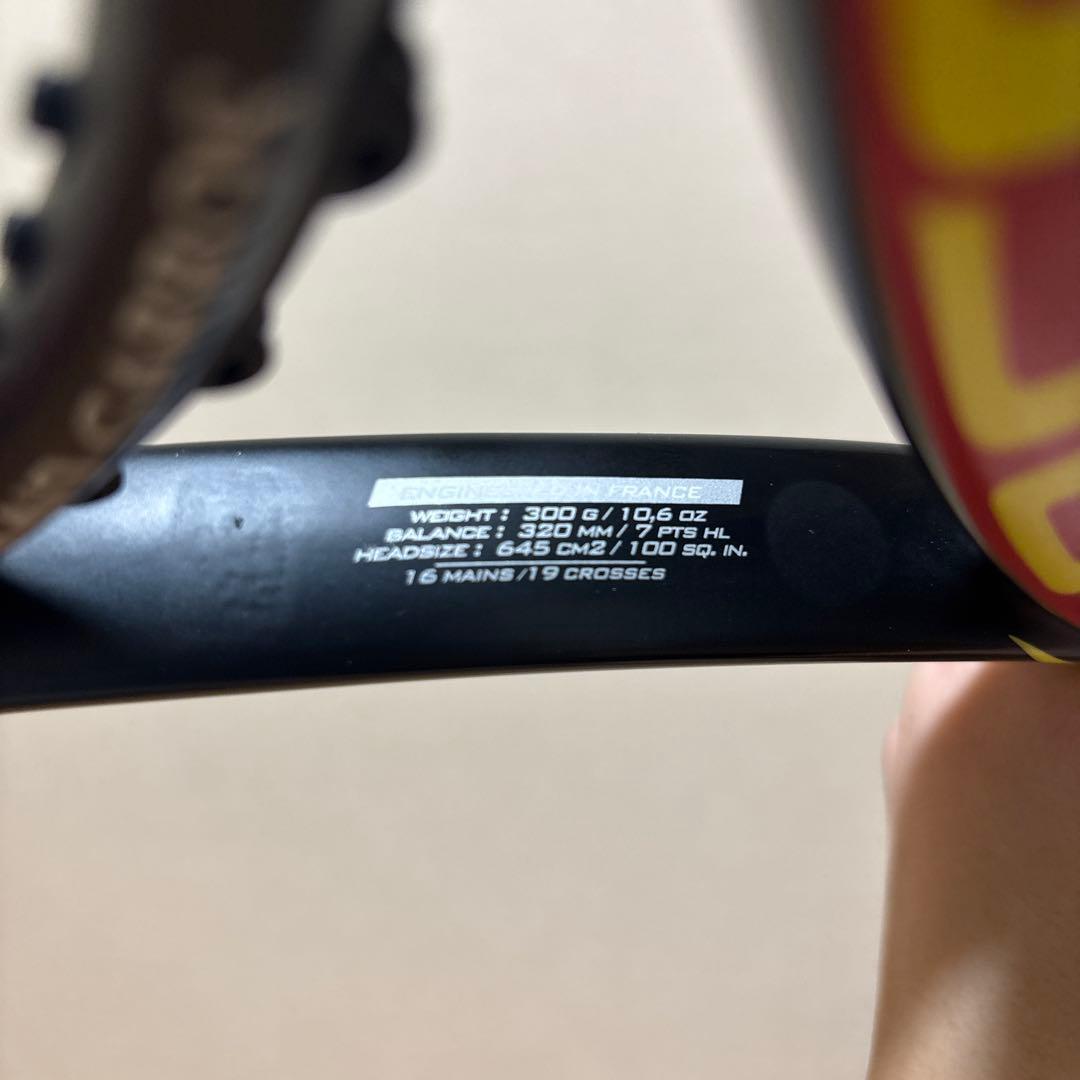 IN FRANCE
WEIGHT : 300 G / 10,6 OZ
BALANCE : 320 MM / 7 PTS HL
HEADSIZE : 645 CM2 / 100 SQ. IN.
16 MAINS /19 CROSSES